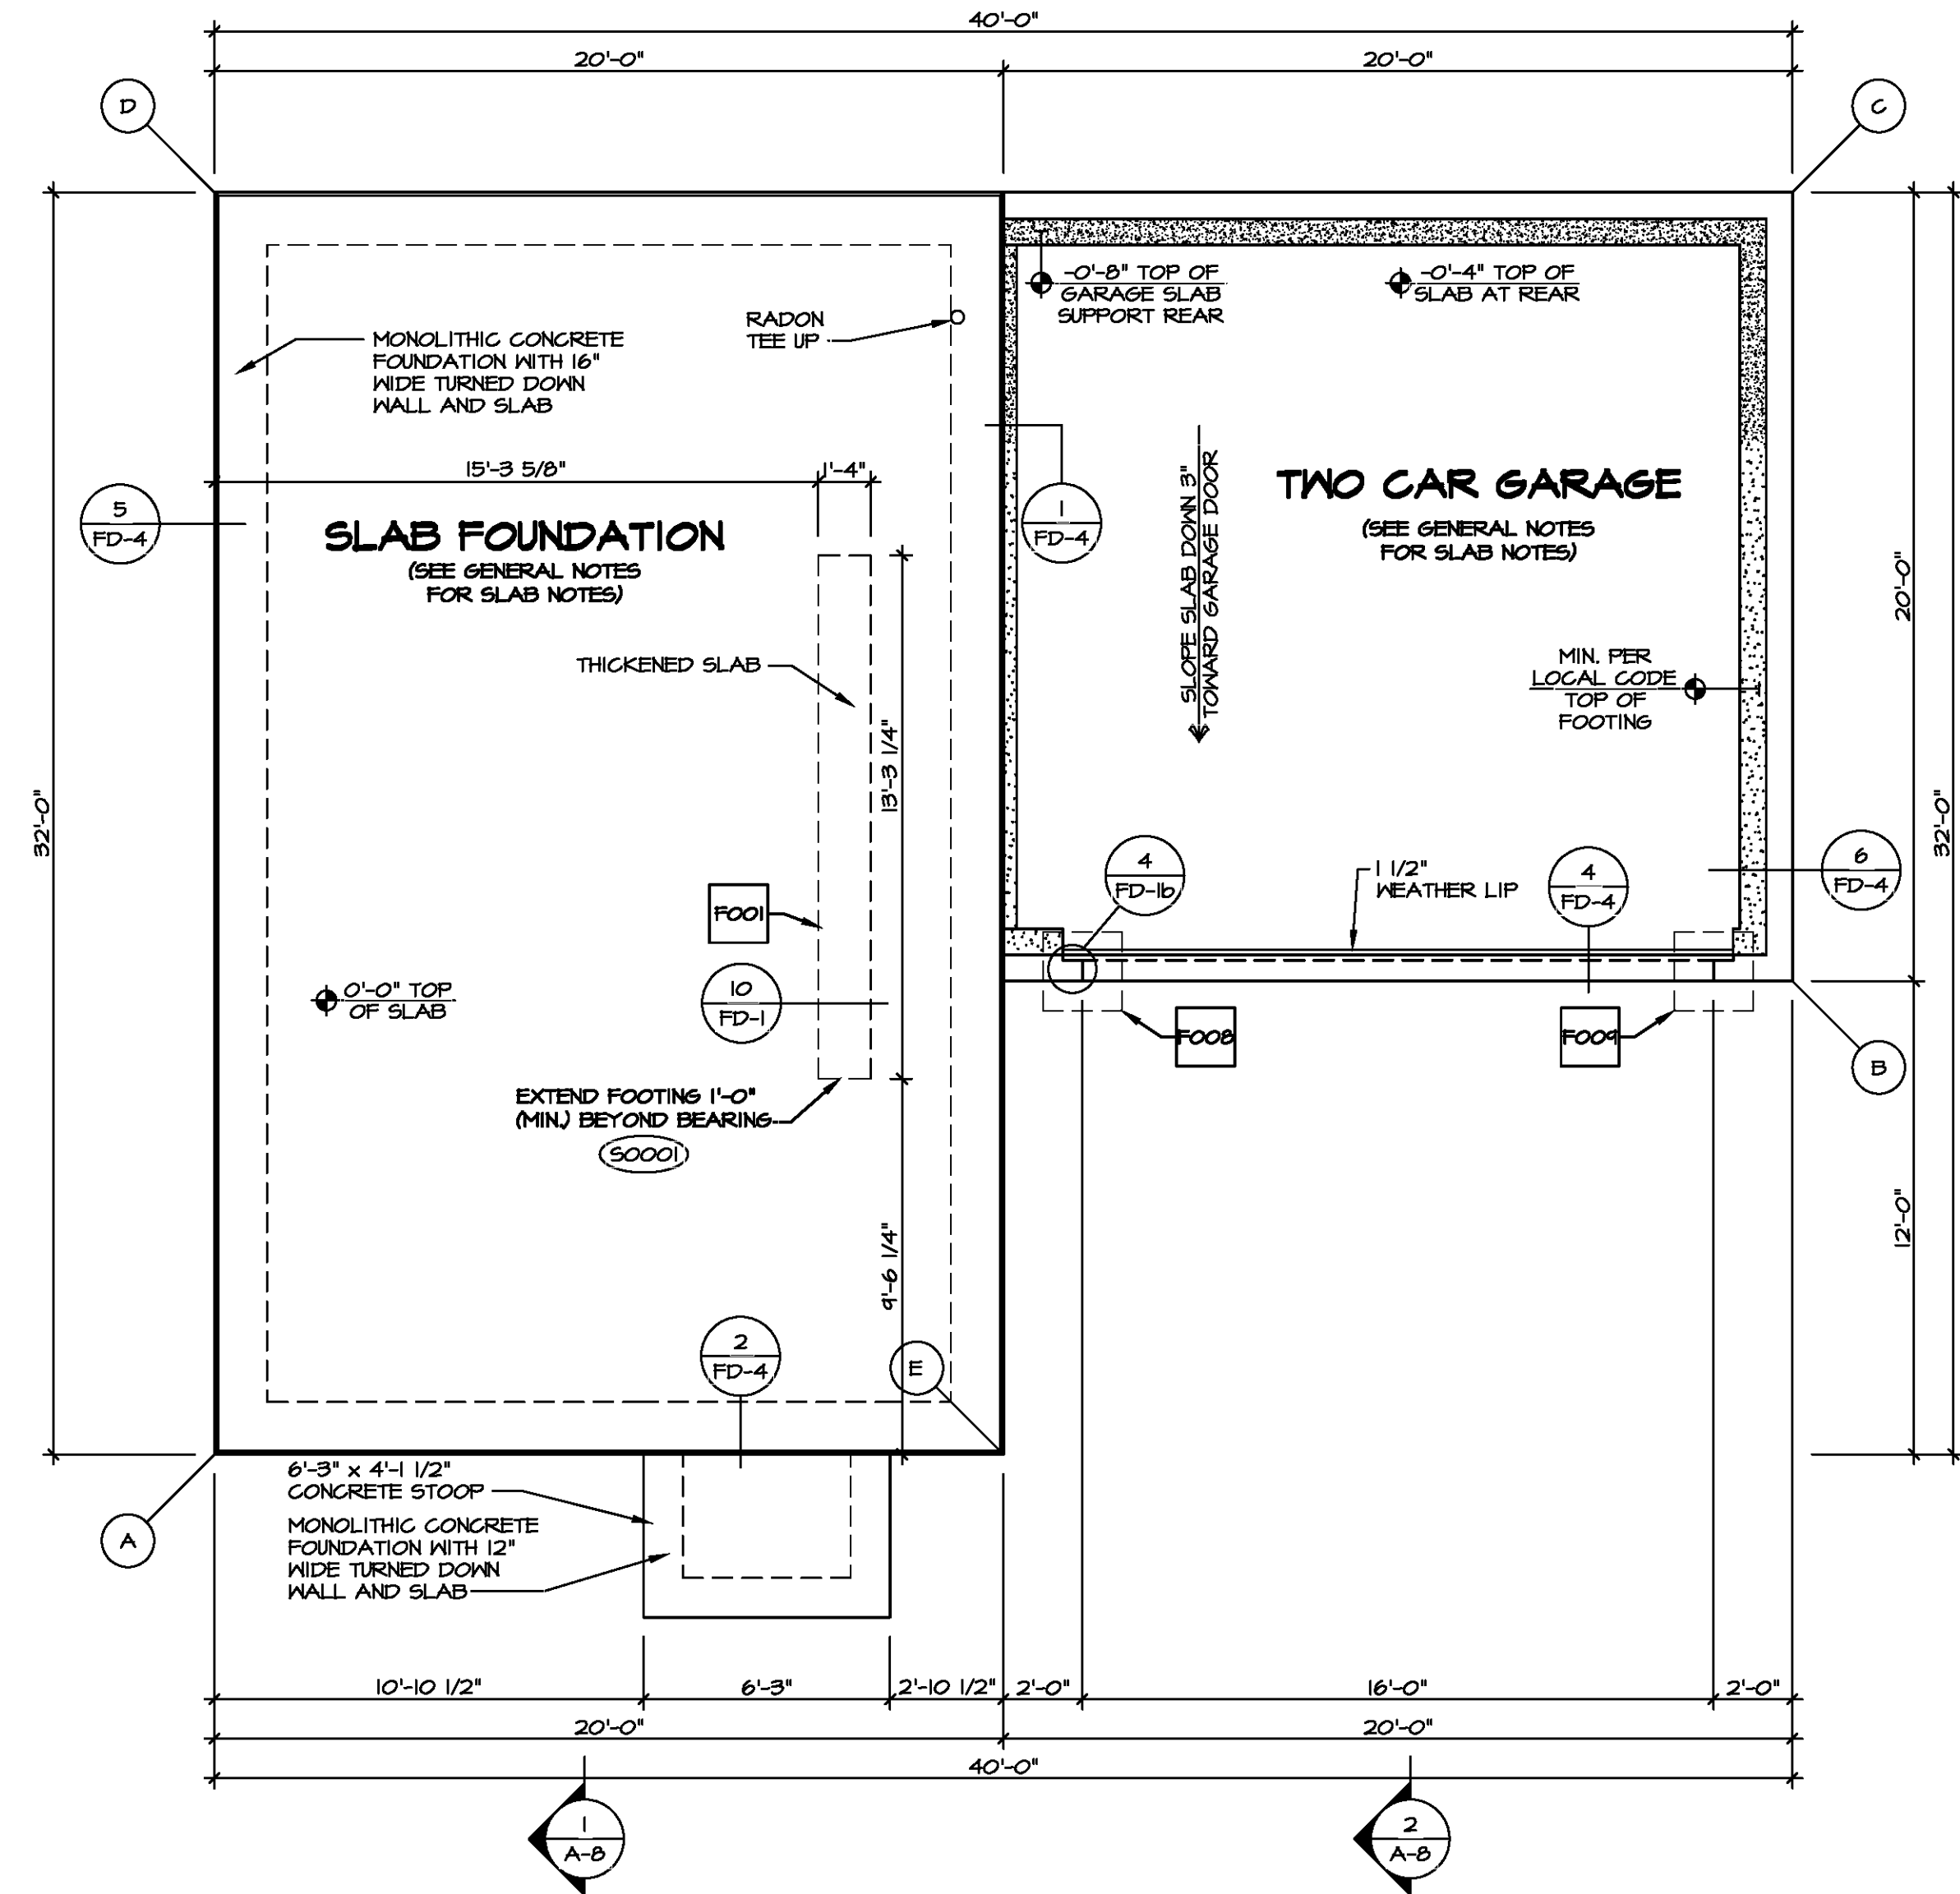 40'-0"
20'-0"
20'-0"
D
C
-0'-8" TOP OF
GARAGE SLAB
SUPPORT REAR
-0'-4" TOP OF
SLAB AT REAR
RADON
TEE UP
MONOLITHIC CONCRETE
FOUNDATION WITH 16"
WIDE TURNED DOWN
WALL AND SLAB
15'-3 5/8"
1'-4"
5
FD-4
SLAB FOUNDATION
(SEE GENERAL NOTES
FOR SLAB NOTES)
1
FD-4
SLOPE SLAB DOWN 3"
TOWARD GARAGE DOOR
TWO CAR GARAGE
(SEE GENERAL NOTES
FOR SLAB NOTES)
20'-0"
THICKENED SLAB
13'-3 1/4"
MIN. PER
LOCAL CODE
TOP OF
FOOTING
32'-0"
32'-0"
F001
4
FD-1b
1 1/2"
WEATHER LIP
4
FD-4
6
FD-4
0'-0" TOP
OF SLAB
10
FD-1
F008
F009
B
EXTEND FOOTING 1'-0"
(MIN.) BEYOND BEARING
S0001
9'-6 1/4"
12'-0"
2
FD-4
E
6'-3" x 4'-1 1/2"
CONCRETE STOOP
MONOLITHIC CONCRETE
FOUNDATION WITH 12"
WIDE TURNED DOWN
WALL AND SLAB
A
10'-10 1/2"
6'-3"
2'-10 1/2"
2'-0"
16'-0"
2'-0"
20'-0"
20'-0"
40'-0"
1
A-8
2
A-8